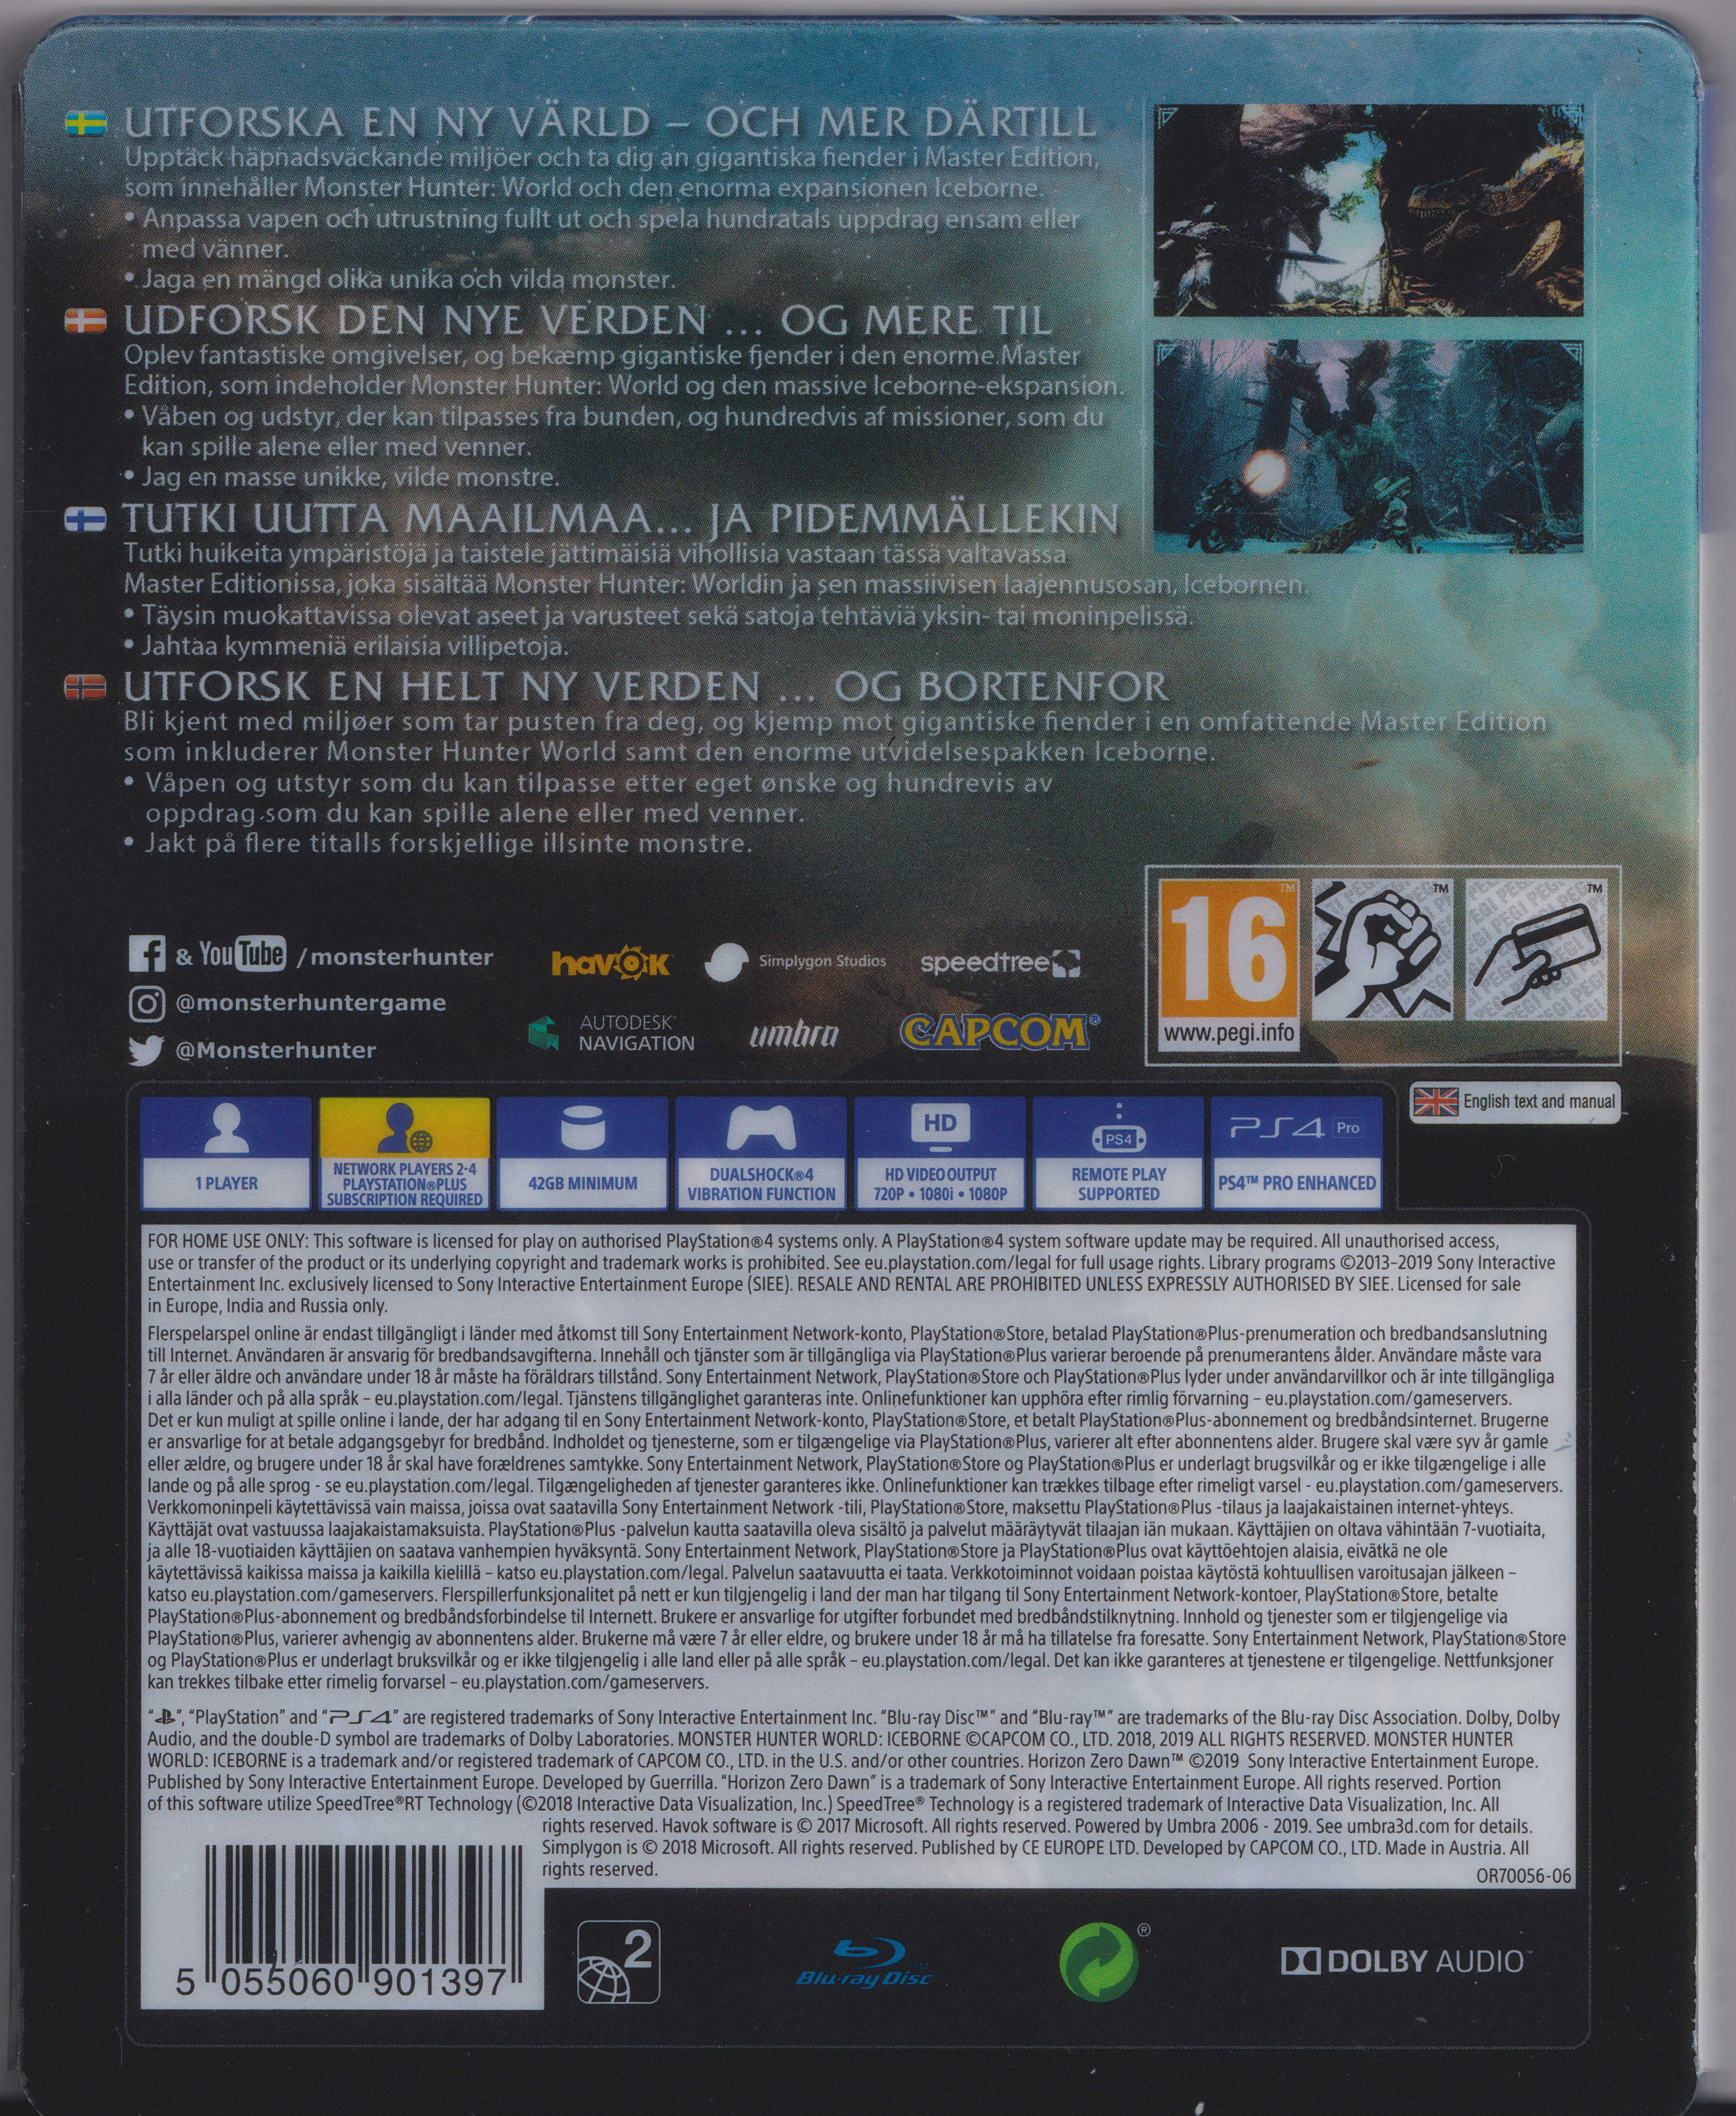 UTFORSKA EN NY VÄRLD – OCH MER DÄRTILL
Upptäck häpnadsväckande miljöer och ta dig an gigantiska fiender i Master Edition,
som innehåller Monster Hunter: World och den enorma expansionen Iceborne.
• Anpassa vapen och utrustning fullt ut och spela hundratals uppdrag ensam eller
med vänner.
• Jaga en mängd olika unika och vilda monster.
UDFORSK DEN NYE VERDEN ... OG MERE TIL
Oplev fantastiske omgivelser, og bekæmp gigantiske fjender i den enorme Master
Edition, som indeholder Monster Hunter: World og den massive Iceborne-ekspansion.
• Våben og udstyr, der kan tilpasses fra bunden, og hundredvis af missioner, som du
kan spille alene eller med venner.
• Jag en masse unikke, vilde monstre.
TUTKI UUTTA MAAILMAA... JA PIDEMMÄLLEKIN
Tutki huikeita ympäristöjä ja taistele jättimäisiä vihollisia vastaan tässä valtavassa
Master Editionissa, joka sisältää Monster Hunter: Worldin ja sen massiivisen laajennusosan, Icebornen.
• Täysin muokattavissa olevat aseet ja varusteet sekä satoja tehtäviä yksin- tai moninpelissä.
• Jahtaa kymmeniä erilaisia villipetoja.
UTFORSK EN HELT NY VERDEN ... OG BORTENFOR
Bli kjent med miljøer som tar pusten fra deg, og kjemp mot gigantiske fiender i en omfattende Master Edition
som inkluderer Monster Hunter World samt den enorme utvidelsespakken Iceborne.
• Våpen og utstyr som du kan tilpasse etter eget ønske og hundrevis av
oppdrag som du kan spille alene eller med venner.
• Jakt på flere titalls forskjellige illsinte monstre.
f & YouTube /monsterhunter
@monsterhuntergame
@Monsterhunter
havok Simplygon Studios speedtree
AUTODESK® NAVIGATION umbra CAPCOM®
16 ™ ™ ™
www.pegi.info
English text and manual
1 PLAYER
NETWORK PLAYERS 2-4
PLAYSTATION®PLUS
SUBSCRIPTION REQUIRED
42GB MINIMUM
DUALSHOCK®4
VIBRATION FUNCTION
HD
HD VIDEO OUTPUT
720P • 1080i • 1080P
PS4
REMOTE PLAY
SUPPORTED
PS4 Pro
PS4™ PRO ENHANCED
FOR HOME USE ONLY: This software is licensed for play on authorised PlayStation®4 systems only. A PlayStation®4 system software update may be required. All unauthorised access,
use or transfer of the product or its underlying copyright and trademark works is prohibited. See eu.playstation.com/legal for full usage rights. Library programs ©2013–2019 Sony Interactive
Entertainment Inc. exclusively licensed to Sony Interactive Entertainment Europe (SIEE). RESALE AND RENTAL ARE PROHIBITED UNLESS EXPRESSLY AUTHORISED BY SIEE. Licensed for sale
in Europe, India and Russia only.
Flerspelarspel online är endast tillgängligt i länder med åtkomst till Sony Entertainment Network-konto, PlayStation®Store, betalad PlayStation®Plus-prenumeration och bredbandsanslutning
till Internet. Användaren är ansvarig för bredbandsavgifterna. Innehåll och tjänster som är tillgängliga via PlayStation®Plus varierar beroende på prenumerantens ålder. Användare måste vara
7 år eller äldre och användare under 18 år måste ha föräldrars tillstånd. Sony Entertainment Network, PlayStation®Store och PlayStation®Plus lyder under användarvillkor och är inte tillgängliga
i alla länder och på alla språk – eu.playstation.com/legal. Tjänstens tillgänglighet garanteras inte. Onlinefunktioner kan upphöra efter rimlig förvarning – eu.playstation.com/gameservers.
Det er kun muligt at spille online i lande, der har adgang til en Sony Entertainment Network-konto, PlayStation®Store, et betalt PlayStation®Plus-abonnement og bredbåndsinternet. Brugerne
er ansvarlige for at betale adgangsgebyr for bredbånd. Indholdet og tjenesterne, som er tilgængelige via PlayStation®Plus, varierer alt efter abonnentens alder. Brugere skal være syv år gamle
eller ældre, og brugere under 18 år skal have forældrenes samtykke. Sony Entertainment Network, PlayStation®Store og PlayStation®Plus er underlagt brugsvilkår og er ikke tilgængelige i alle
lande og på alle sprog - se eu.playstation.com/legal. Tilgængeligheden af tjenester garanteres ikke. Onlinefunktioner kan trækkes tilbage efter rimeligt varsel - eu.playstation.com/gameservers.
Verkkomoninpeli käytettävissä vain maissa, joissa ovat saatavilla Sony Entertainment Network -tili, PlayStation®Store, maksettu PlayStation®Plus -tilaus ja laajakaistainen internet-yhteys.
Käyttäjät ovat vastuussa laajakaistamaksuista. PlayStation®Plus -palvelun kautta saatavilla oleva sisältö ja palvelut määräytyvät tilaajan iän mukaan. Käyttäjien on oltava vähintään 7-vuotiaita,
ja alle 18-vuotiaiden käyttäjien on saatava vanhempien hyväksyntä. Sony Entertainment Network, PlayStation®Store ja PlayStation®Plus ovat käyttöehtojen alaisia, eivätkä ne ole
käytettävissä kaikissa maissa ja kaikilla kielillä – katso eu.playstation.com/legal. Palvelun saatavuutta ei taata. Verkkotoiminnot voidaan poistaa käytöstä kohtuullisen varoitusajan jälkeen –
katso eu.playstation.com/gameservers. Flerspillerfunksjonalitet på nett er kun tilgjengelig i land der man har tilgang til Sony Entertainment Network-kontoer, PlayStation®Store, betalte
PlayStation®Plus-abonnement og bredbåndsforbindelse til Internett. Brukere er ansvarlige for utgifter forbundet med bredbåndstilknytning. Innhold og tjenester som er tilgjengelige via
PlayStation®Plus, varierer avhengig av abonnentens alder. Brukerne må være 7 år eller eldre, og brukere under 18 år må ha tillatelse fra foresatte. Sony Entertainment Network, PlayStation®Store
og PlayStation®Plus er underlagt bruksvilkår og er ikke tilgjengelig i alle land eller på alle språk – eu.playstation.com/legal. Det kan ikke garanteres at tjenestene er tilgengelige. Nettfunksjoner
kan trekkes tilbake etter rimelig forvarsel – eu.playstation.com/gameservers.
“ ”, “PlayStation” and “PS4” are registered trademarks of Sony Interactive Entertainment Inc. “Blu-ray Disc™” and “Blu-ray™” are trademarks of the Blu-ray Disc Association. Dolby, Dolby
Audio, and the double-D symbol are trademarks of Dolby Laboratories. MONSTER HUNTER WORLD: ICEBORNE ©CAPCOM CO., LTD. 2018, 2019 ALL RIGHTS RESERVED. MONSTER HUNTER
WORLD: ICEBORNE is a trademark and/or registered trademark of CAPCOM CO., LTD. in the U.S. and/or other countries. Horizon Zero Dawn™ ©2019 Sony Interactive Entertainment Europe.
Published by Sony Interactive Entertainment Europe. Developed by Guerrilla. “Horizon Zero Dawn” is a trademark of Sony Interactive Entertainment Europe. All rights reserved. Portion
of this software utilize SpeedTree®RT Technology (©2018 Interactive Data Visualization, Inc.) SpeedTree® Technology is a registered trademark of Interactive Data Visualization, Inc. All
rights reserved. Havok software is © 2017 Microsoft. All rights reserved. Powered by Umbra 2006 - 2019. See umbra3d.com for details.
Simplygon is © 2018 Microsoft. All rights reserved. Published by CE EUROPE LTD. Developed by CAPCOM CO., LTD. Made in Austria. All
rights reserved.
OR70056-06
5 055060 901397
2
Blu-ray Disc™
®
DOLBY AUDIO™